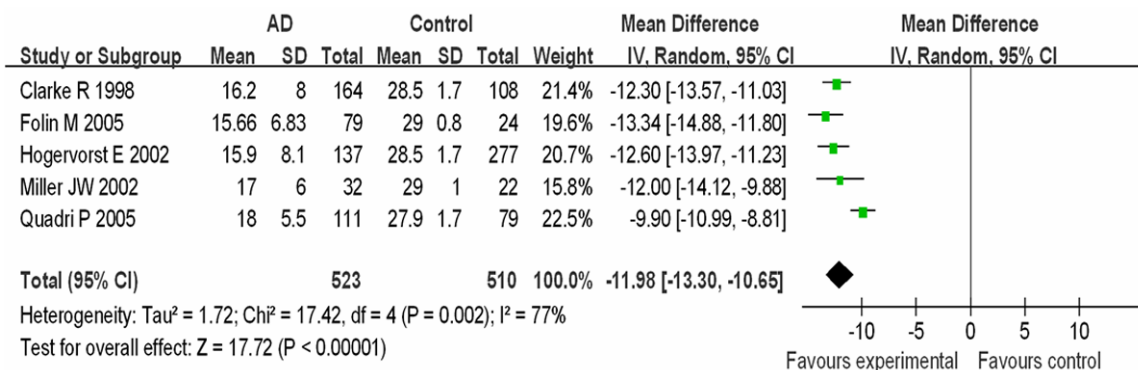 AD Control Mean Difference Mean Difference
Study or Subgroup Mean SD Total Mean SD Total Weight IV, Random, 95% CI IV, Random, 95% CI
Clarke R 1998 16.2 8 164 28.5 1.7 108 21.4% -12.30 [-13.57, -11.03]
Folin M 2005 15.66 6.83 79 29 0.8 24 19.6% -13.34 [-14.88, -11.80]
Hogervorst E 2002 15.9 8.1 137 28.5 1.7 277 20.7% -12.60 [-13.97, -11.23]
Miller JW 2002 17 6 32 29 1 22 15.8% -12.00 [-14.12, -9.88]
Quadri P 2005 18 5.5 111 27.9 1.7 79 22.5% -9.90 [-10.99, -8.81]
Total (95% CI) 523 510 100.0% -11.98 [-13.30, -10.65]
Heterogeneity: Tau² = 1.72; Chi² = 17.42, df = 4 (P = 0.002); I² = 77%
Test for overall effect: Z = 17.72 (P < 0.00001)
-10 -5 0 5 10
Favours experimental Favours control